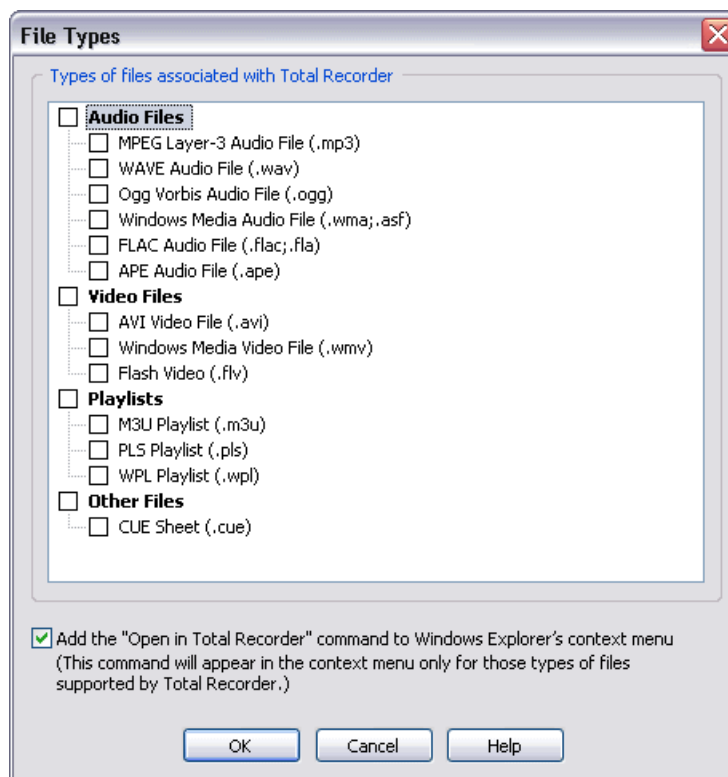 File Types
Types of files associated with Total Recorder
Audio Files
MPEG Layer-3 Audio File (.mp3)
WAVE Audio File (.wav)
Ogg Vorbis Audio File (.ogg)
Windows Media Audio File (.wma;.asf)
FLAC Audio File (.flac;.fla)
APE Audio File (.ape)
Video Files
AVI Video File (.avi)
Windows Media Video File (.wmv)
Flash Video (.flv)
Playlists
M3U Playlist (.m3u)
PLS Playlist (.pls)
WPL Playlist (.wpl)
Other Files
CUE Sheet (.cue)
Add the "Open in Total Recorder" command to Windows Explorer's context menu
(This command will appear in the context menu only for those types of files
supported by Total Recorder.)
OK Cancel Help